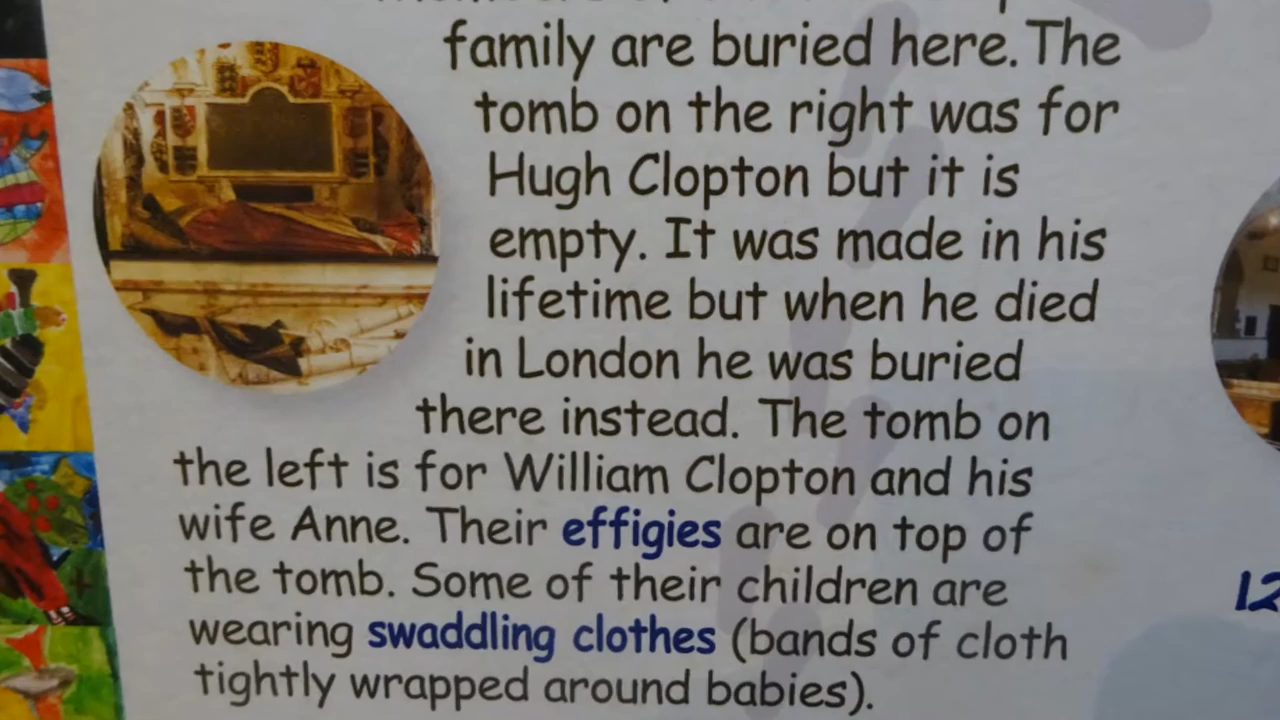 family are buried here. The
tomb on the right was for
Hugh Clopton but it is
empty. It was made in his
lifetime but when he died
in London he was buried
there instead. The tomb on
the left is for William Clopton and his
wife Anne. Their effigies are on top of
the tomb. Some of their children are
wearing swaddling clothes (bands of cloth
tightly wrapped around babies).
12